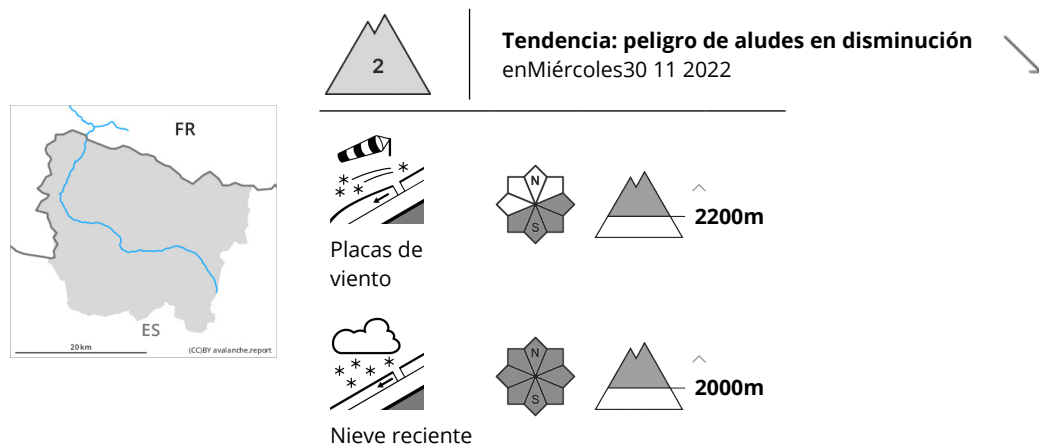 2
Tendencia: peligro de aludes en disminución
enMiércoles30 11 2022
FR
ES
20 km
(CC)BY avalanche.report
N
S
2200m
Placas de
viento
N
S
2000m
Nieve reciente